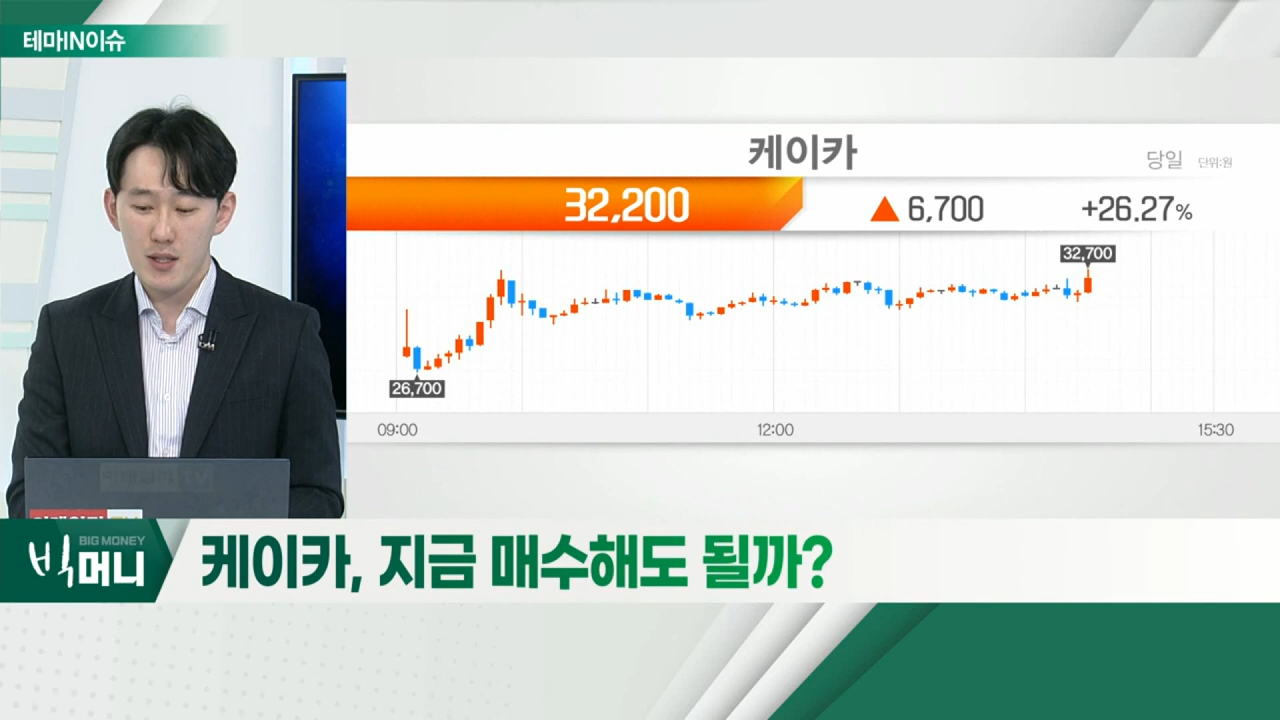 테마IN이슈
케이카
당일 단위:원
32,200 ▲ 6,700 +26.27%
32,700
26,700
09:00 12:00 15:30
BIG MONEY
빅머니
케이카, 지금 매수해도 될까?